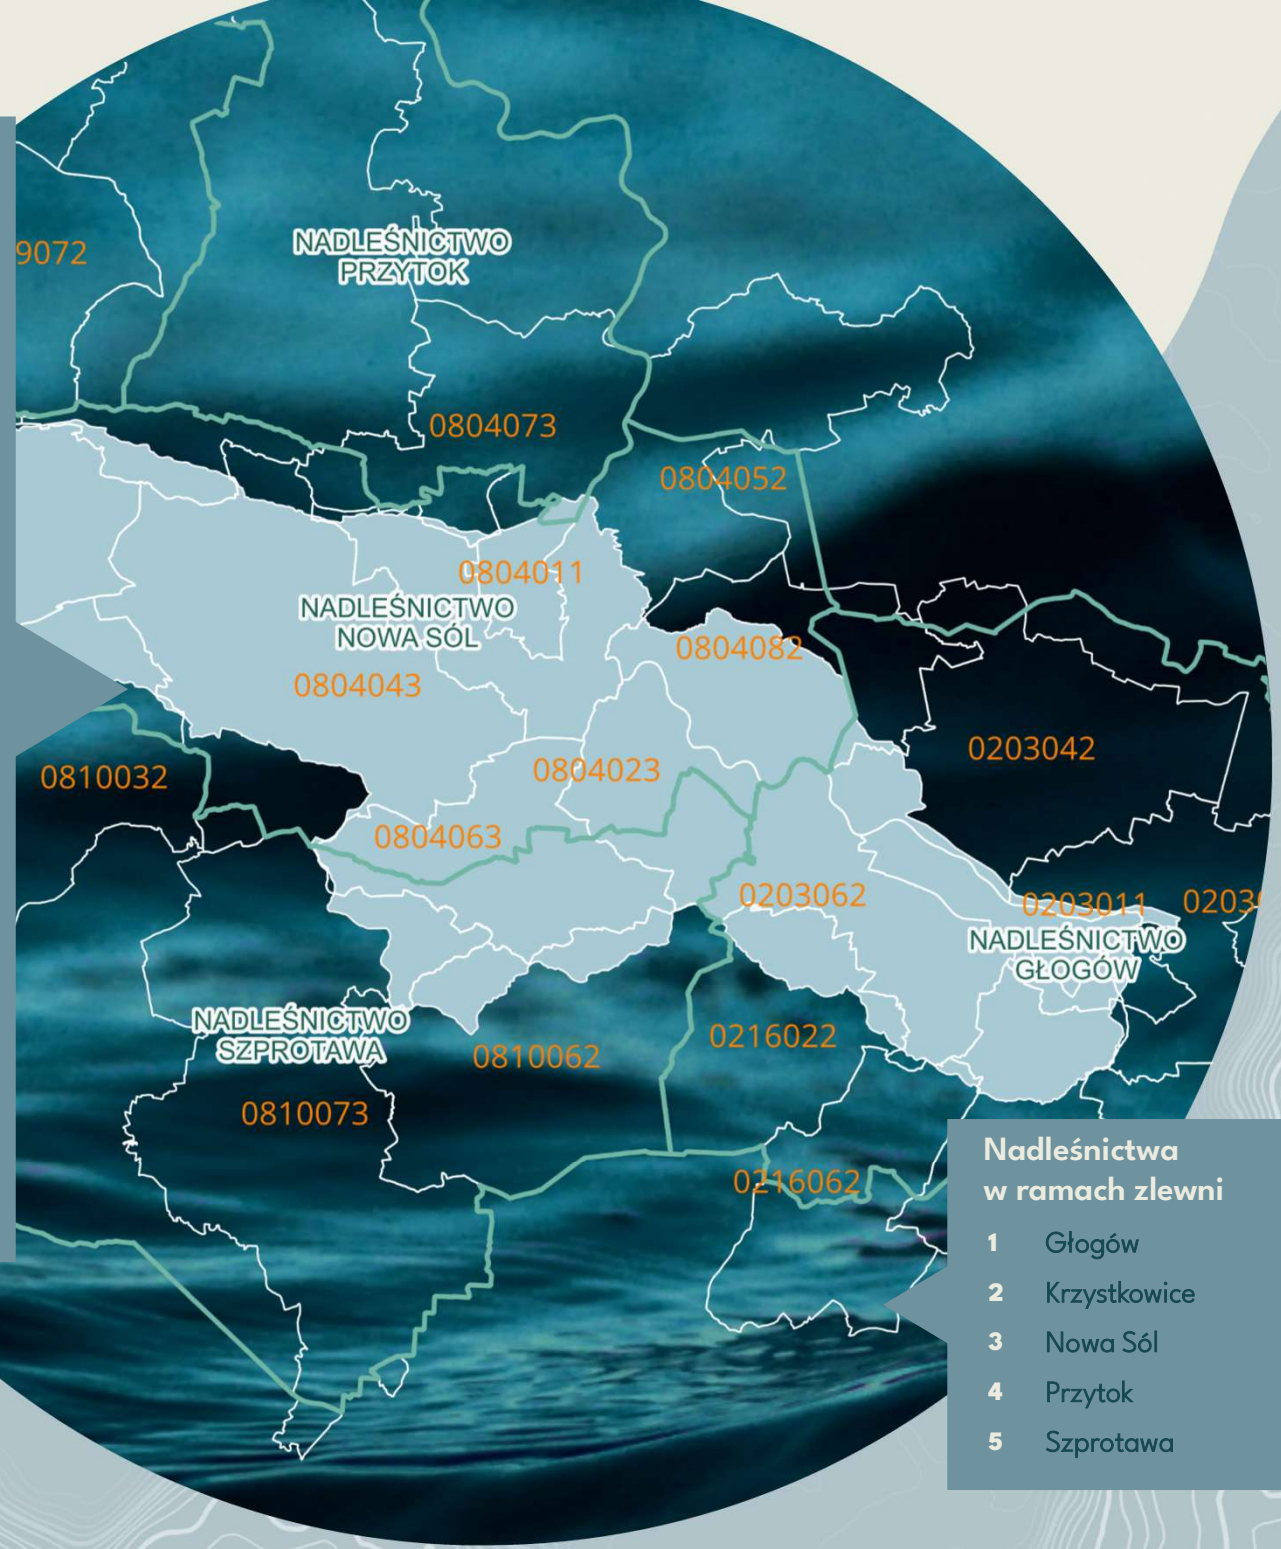 NADLEŚNICTWO
PRZYTOK
9072
0804073
0804052
0804011
NADLEŚNICTWO
NOWA SÓL
0804082
0804043
0203042
0804023
0810032
0804063
0203062
0203011
0203
NADLEŚNICTWO
GŁOGÓW
NADLEŚNICTWO
SZPROTAWA
0216022
0810062
0810073
0216062
Nadleśnictwa
w ramach zlewni
1 Głogów
2 Krzystkowice
3 Nowa Sól
4 Przytok
5 Szprotawa